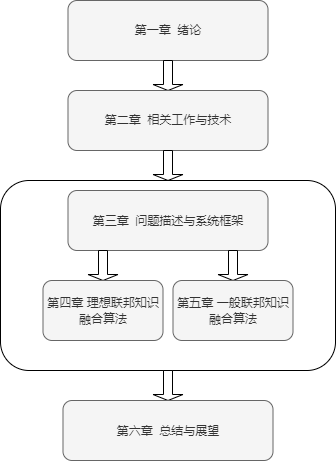 第一章 绪论
第二章 相关工作与技术
第三章 问题描述与系统框架
第四章 理想联邦知识
融合算法
第五章 一般联邦知识
融合算法
第六章 总结与展望